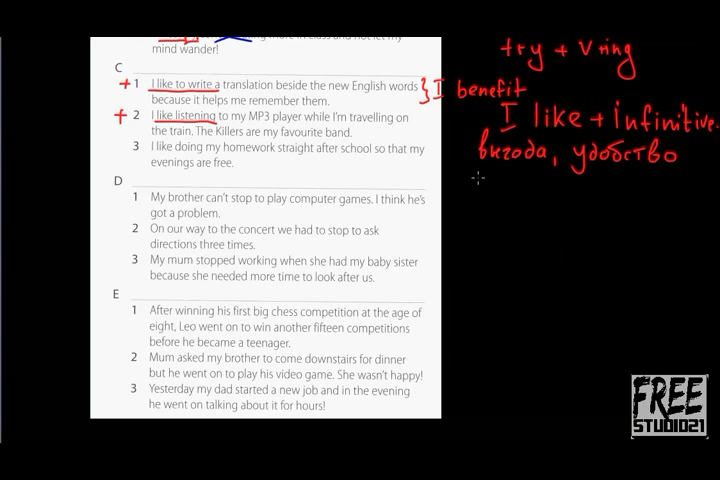 mind wander!
C
+ 1 I like to write a translation beside the new English words
because it helps me remember them.
+ 2 I like listening to my MP3 player while I'm travelling on
the train. The Killers are my favourite band.
3 I like doing my homework straight after school so that my
evenings are free.
D
1 My brother can't stop to play computer games. I think he's
got a problem.
2 On our way to the concert we had to stop to ask
directions three times.
3 My mum stopped working when she had my baby sister
because she needed more time to look after us.
E
1 After winning his first big chess competition at the age of
eight, Leo went on to win another fifteen competitions
before he became a teenager.
2 Mum asked my brother to come downstairs for dinner
but he went on to play his video game. She wasn't happy!
3 Yesterday my dad started a new job and in the evening
he went on talking about it for hours!
try + Ving
} I benefit
I like + infinitive.
выгода, удобство
FREE
STUDIO21